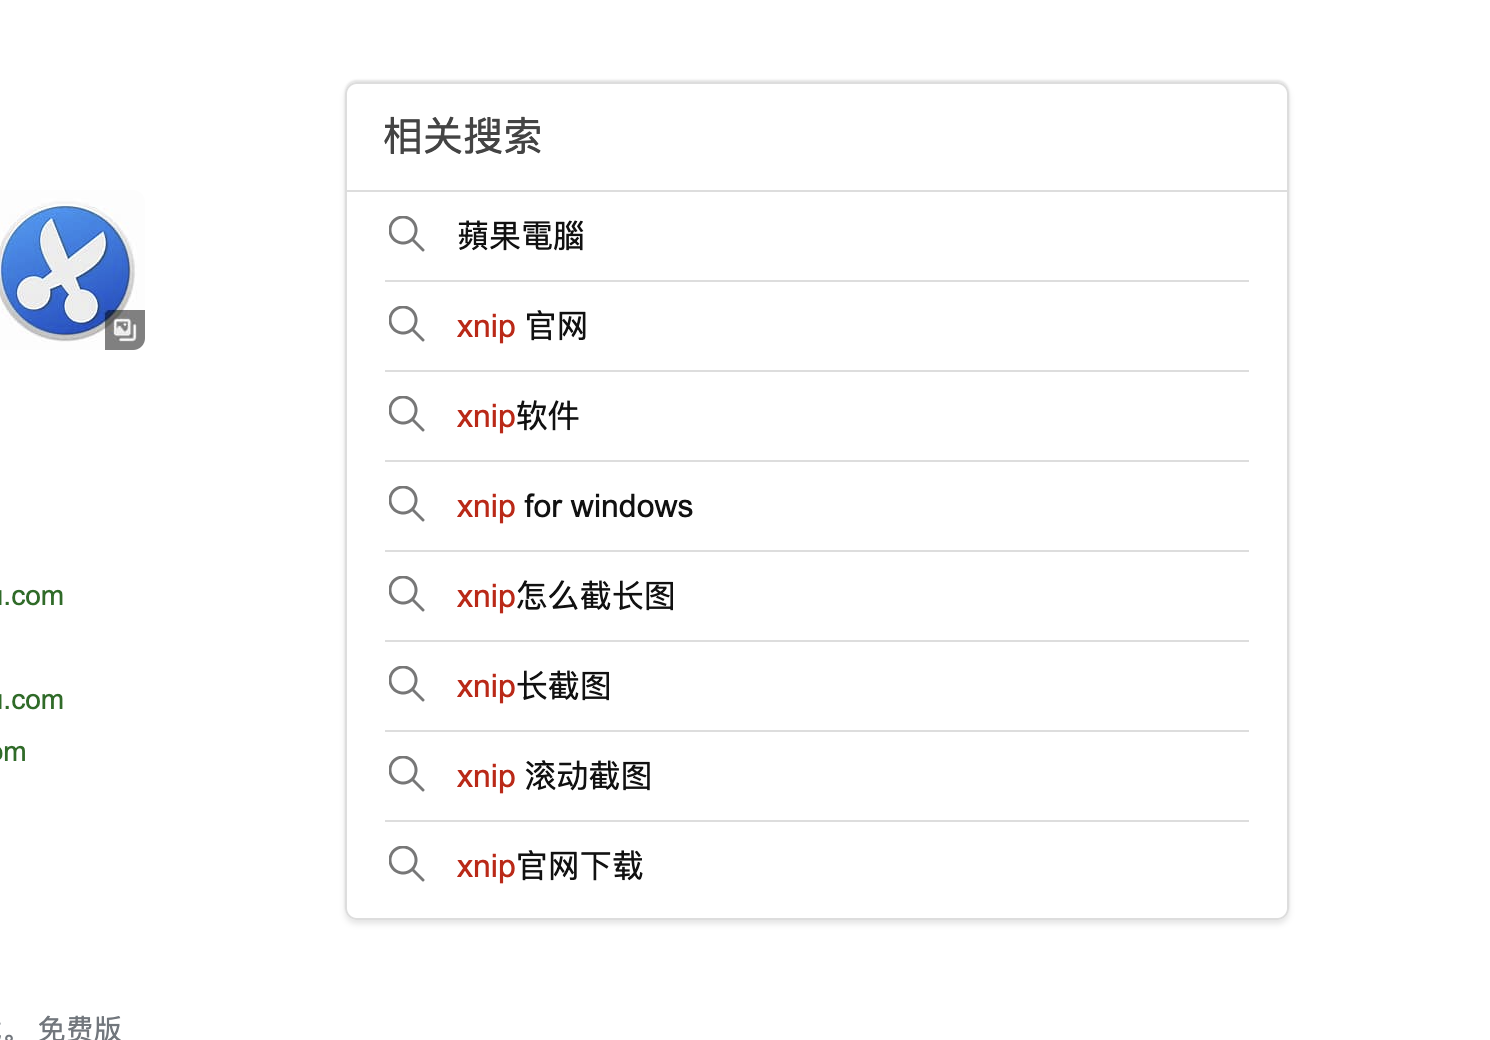 相关搜索
蘋果電腦
xnip 官网
xnip软件
xnip for windows
xnip怎么截长图
xnip长截图
xnip 滚动截图
xnip官网下载
.com
.com
om
。 免费版